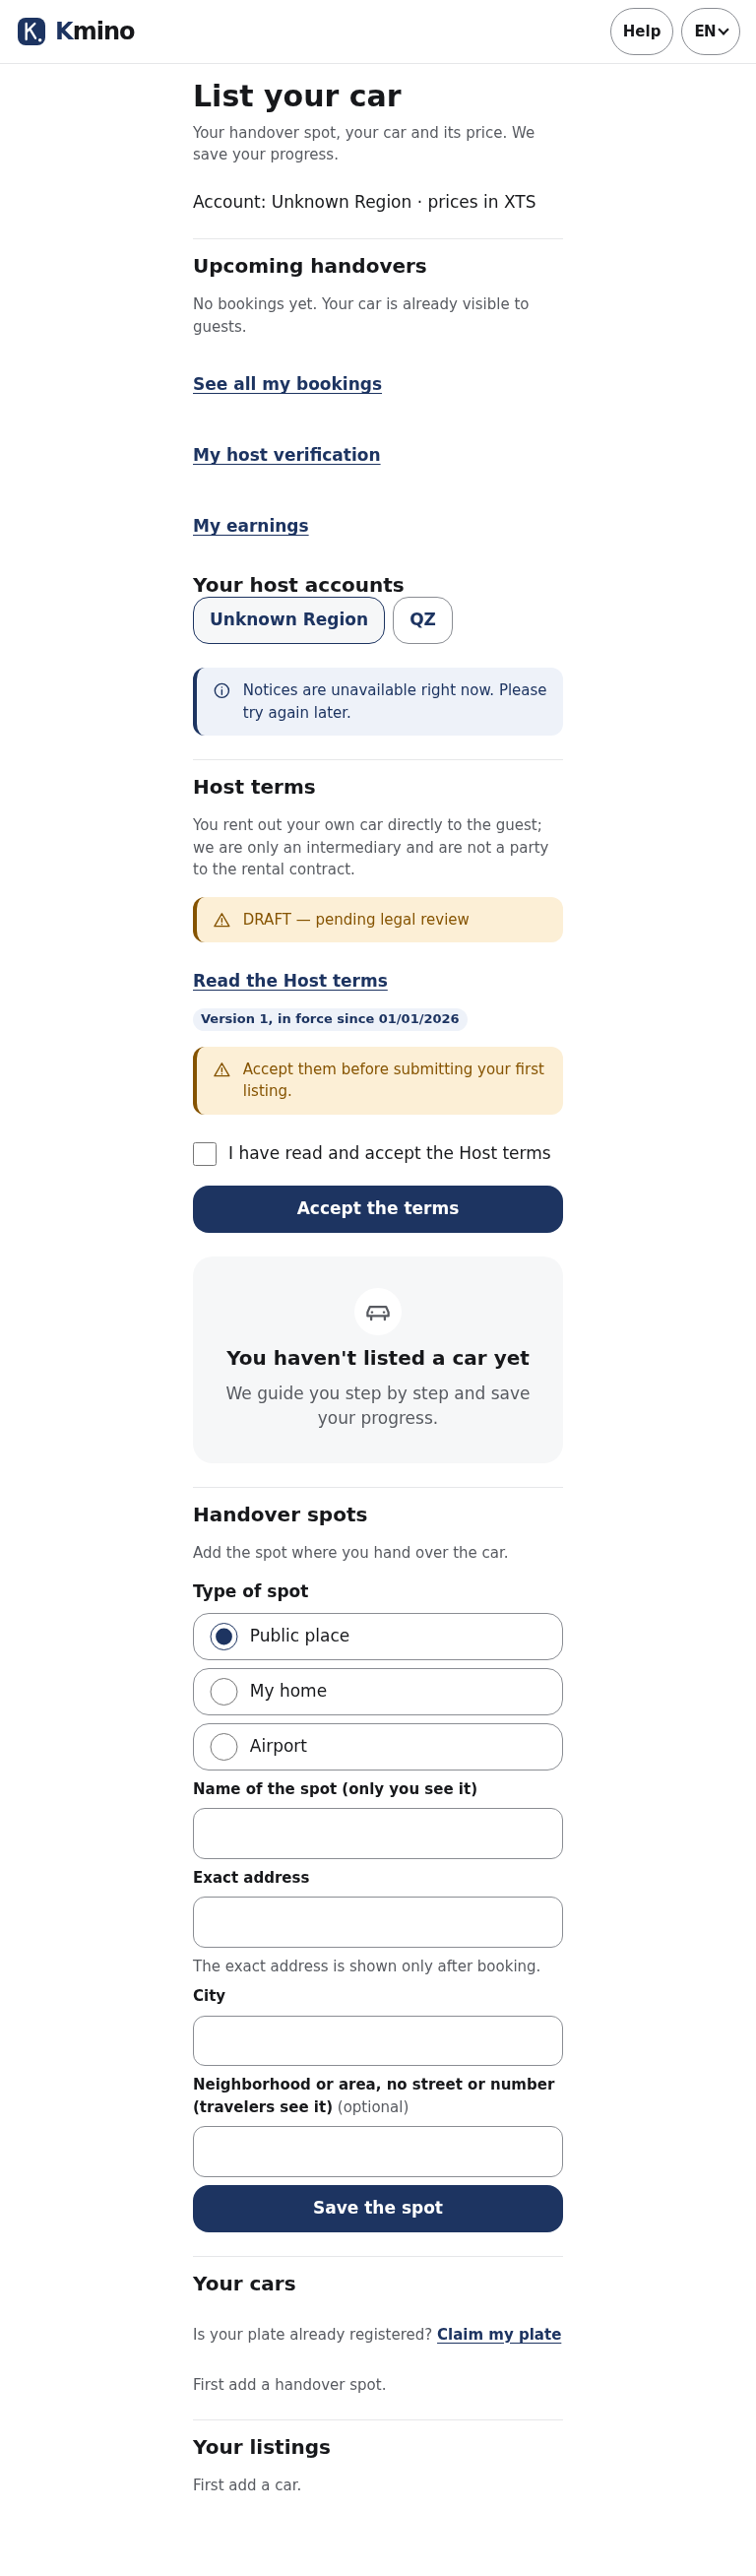 K Kmino
Help
EN
List your car
Your handover spot, your car and its price. We
save your progress.
Account: Unknown Region · prices in XTS
Upcoming handovers
No bookings yet. Your car is already visible to
guests.
See all my bookings
My host verification
My earnings
Your host accounts
Unknown Region
QZ
Notices are unavailable right now. Please
try again later.
Host terms
You rent out your own car directly to the guest;
we are only an intermediary and are not a party
to the rental contract.
DRAFT — pending legal review
Read the Host terms
Version 1, in force since 01/01/2026
Accept them before submitting your first
listing.
I have read and accept the Host terms
Accept the terms
You haven't listed a car yet
We guide you step by step and save
your progress.
Handover spots
Add the spot where you hand over the car.
Type of spot
Public place
My home
Airport
Name of the spot (only you see it)
Exact address
The exact address is shown only after booking.
City
Neighborhood or area, no street or number
(travelers see it) (optional)
Save the spot
Your cars
Is your plate already registered? Claim my plate
First add a handover spot.
Your listings
First add a car.